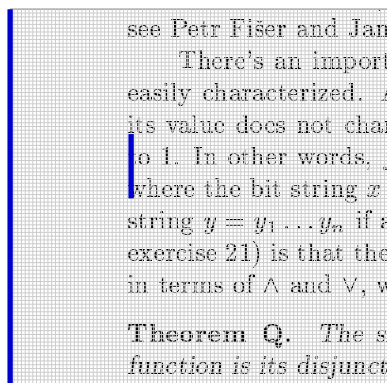 see Petr Fišer and Jan
There's an import
easily characterized. A
its value does not chan
to 1. In other words,
where the bit string x
string y = y₁ ... yₙ if a
exercise 21) is that the
in terms of ∧ and ∨, w
Theorem Q. The s
function is its disjunct